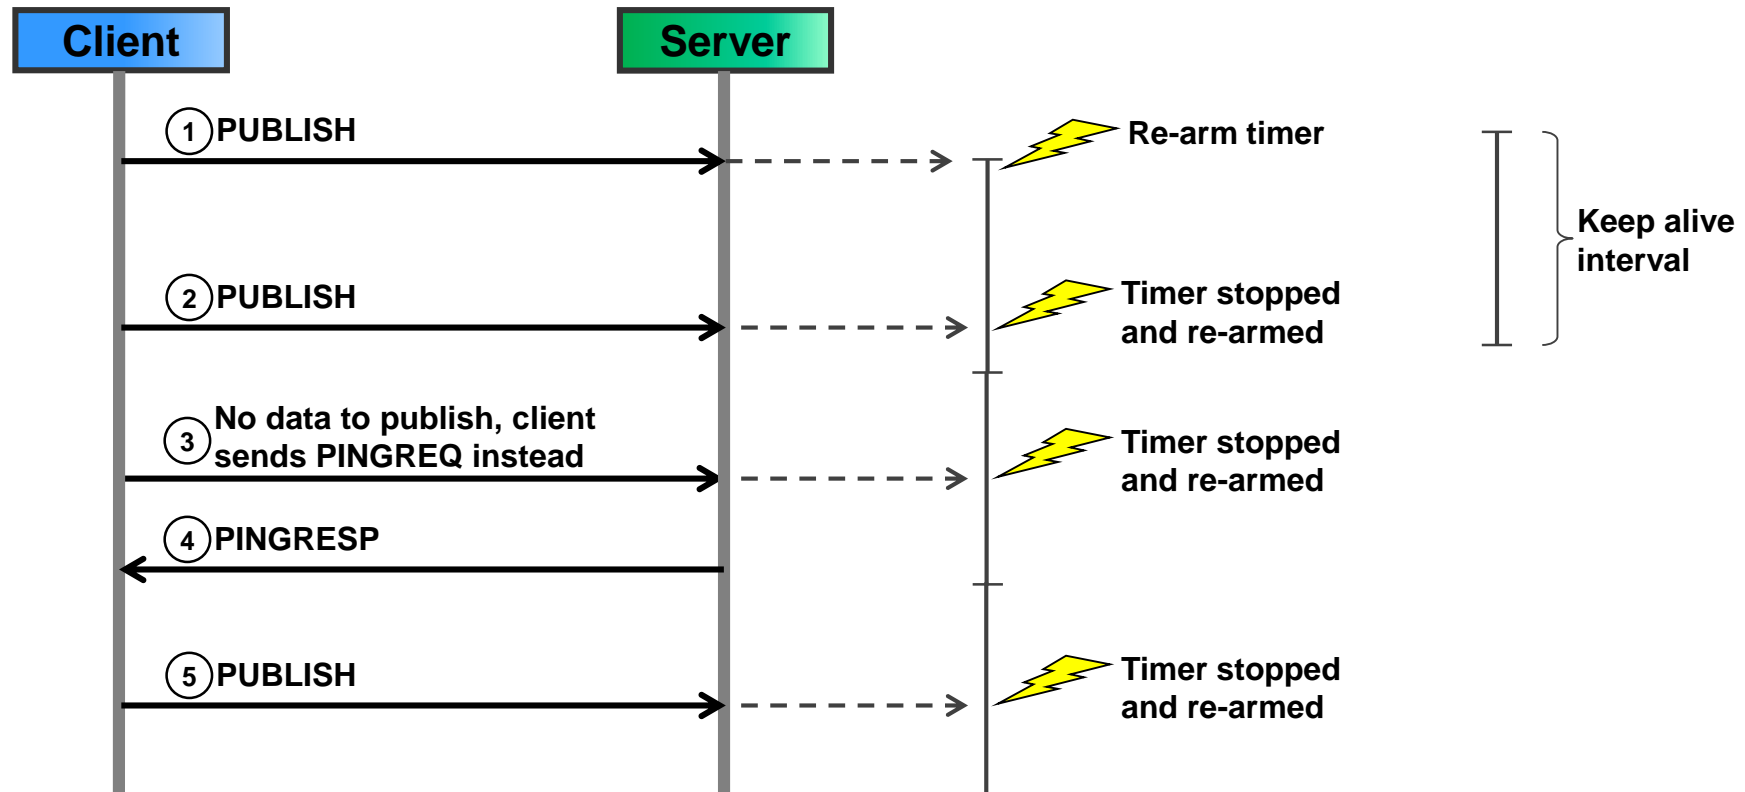 Client
Server
1 PUBLISH
Re-arm timer
Keep alive
interval
2 PUBLISH
Timer stopped
and re-armed
3 No data to publish, client
sends PINGREQ instead
Timer stopped
and re-armed
4 PINGRESP
5 PUBLISH
Timer stopped
and re-armed